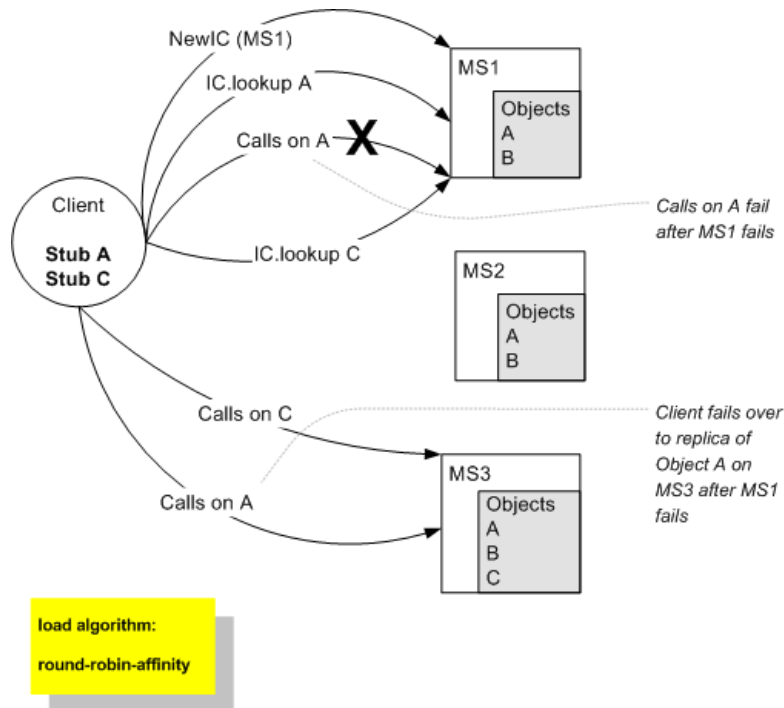 NewIC (MS1)
IC.lookup A
Calls on A
X
IC.lookup C
Client
Stub A
Stub C
MS1
Objects
A
B
Calls on A fail
after MS1 fails
MS2
Objects
A
B
Calls on C
Calls on A
Client fails over
to replica of
Object A on
MS3 after MS1
fails
MS3
Objects
A
B
C
load algorithm:
round-robin-affinity